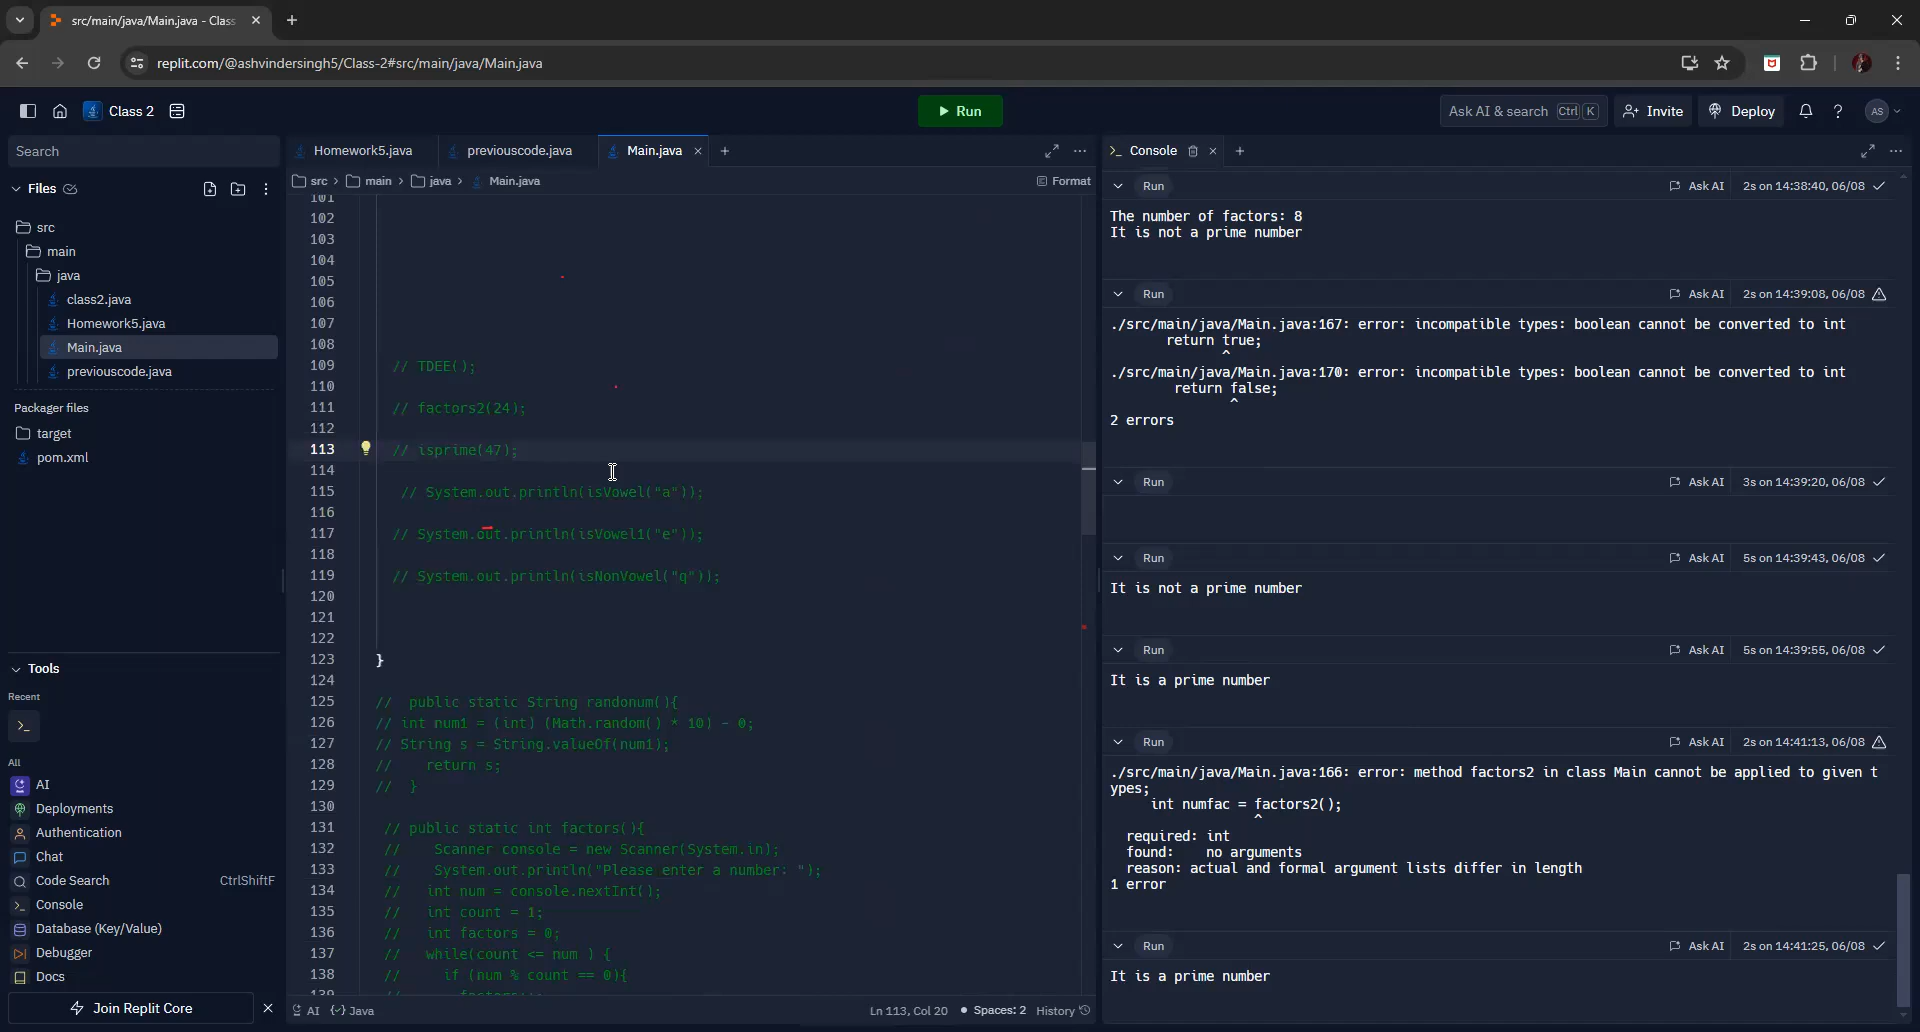 src/main/java/Main.java - Class
replit.com/@ashvindersingh5/Class-2#src/main/java/Main.java
Class 2
Run
Ask AI & search Ctrl K
Invite
Deploy
AS
Search
Files
src
main
java
class2.java
Homework5.java
Main.java
previouscode.java
Packager files
target
pom.xml
Tools
Recent
All
AI
Deployments
Authentication
Chat
Code Search CtrlShiftF
Console
Database (Key/Value)
Debugger
Docs
Join Replit Core
Homework5.java previouscode.java Main.java
src > main > java > Main.java Format
101
102
103
104
105
106
107
108
109 // TDEE();
110
111 // factors2(24);
112
113 // isprime(47);
114
115 // System.out.println(isVowel("a"));
116
117 // System.out.println(isVowel1("e"));
118
119 // System.out.println(isNonVowel("q"));
120
121
122
123 }
124
125 // public static String randonum(){
126 // int num1 = (int) (Math.random() * 10) - 0;
127 // String s = String.valueOf(num1);
128 // return s;
129 // }
130
131 // public static int factors(){
132 // Scanner console = new Scanner(System.in);
133 // System.out.println("Please enter a number: ");
134 // int num = console.nextInt();
135 // int count = 1;
136 // int factors = 0;
137 // while(count <= num ) {
138 // if (num % count == 0){
139
AI Java Ln 113, Col 20 Spaces: 2 History
Console
Run Ask AI 2s on 14:38:40, 06/08
The number of factors: 8
It is not a prime number
Run Ask AI 2s on 14:39:08, 06/08
./src/main/java/Main.java:167: error: incompatible types: boolean cannot be converted to int
return true;
^
./src/main/java/Main.java:170: error: incompatible types: boolean cannot be converted to int
return false;
^
2 errors
Run Ask AI 3s on 14:39:20, 06/08
Run Ask AI 5s on 14:39:43, 06/08
It is not a prime number
Run Ask AI 5s on 14:39:55, 06/08
It is a prime number
Run Ask AI 2s on 14:41:13, 06/08
./src/main/java/Main.java:166: error: method factors2 in class Main cannot be applied to given t
ypes;
int numfac = factors2();
^
required: int
found: no arguments
reason: actual and formal argument lists differ in length
1 error
Run Ask AI 2s on 14:41:25, 06/08
It is a prime number